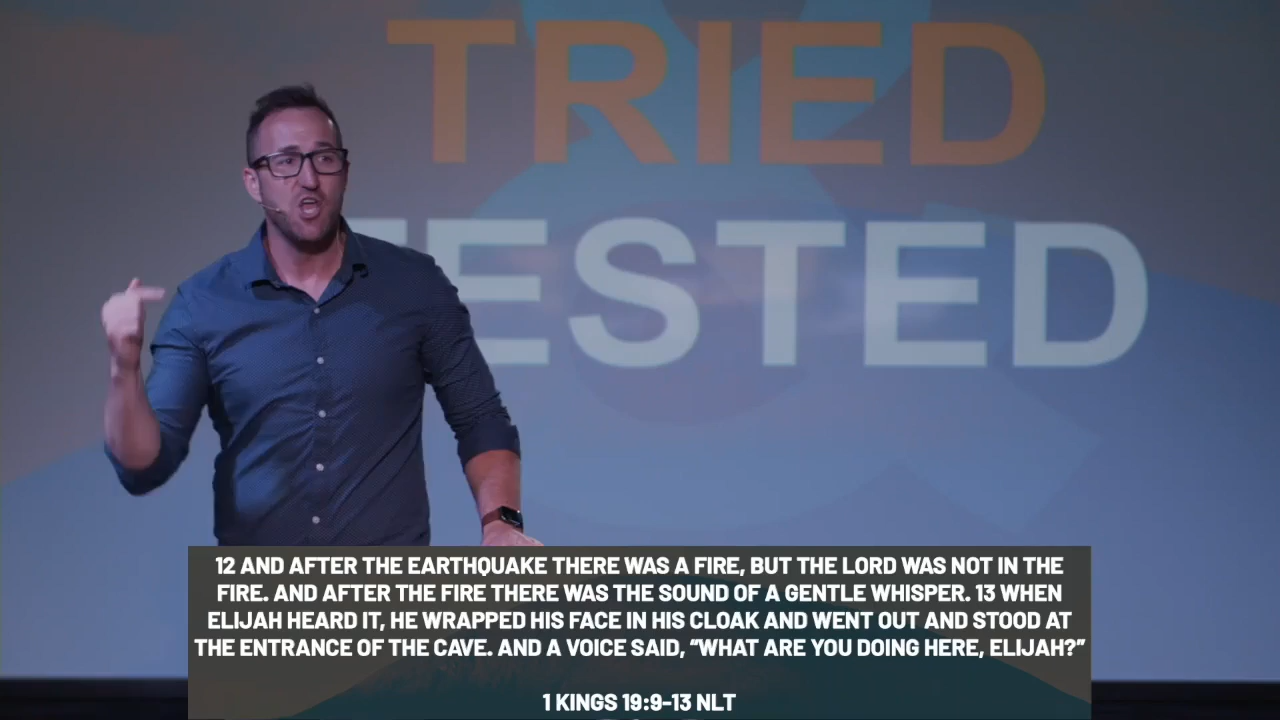 TRIED
TESTED
12 AND AFTER THE EARTHQUAKE THERE WAS A FIRE, BUT THE LORD WAS NOT IN THE
FIRE. AND AFTER THE FIRE THERE WAS THE SOUND OF A GENTLE WHISPER. 13 WHEN
ELIJAH HEARD IT, HE WRAPPED HIS FACE IN HIS CLOAK AND WENT OUT AND STOOD AT
THE ENTRANCE OF THE CAVE. AND A VOICE SAID, “WHAT ARE YOU DOING HERE, ELIJAH?”
1 KINGS 19:9-13 NLT